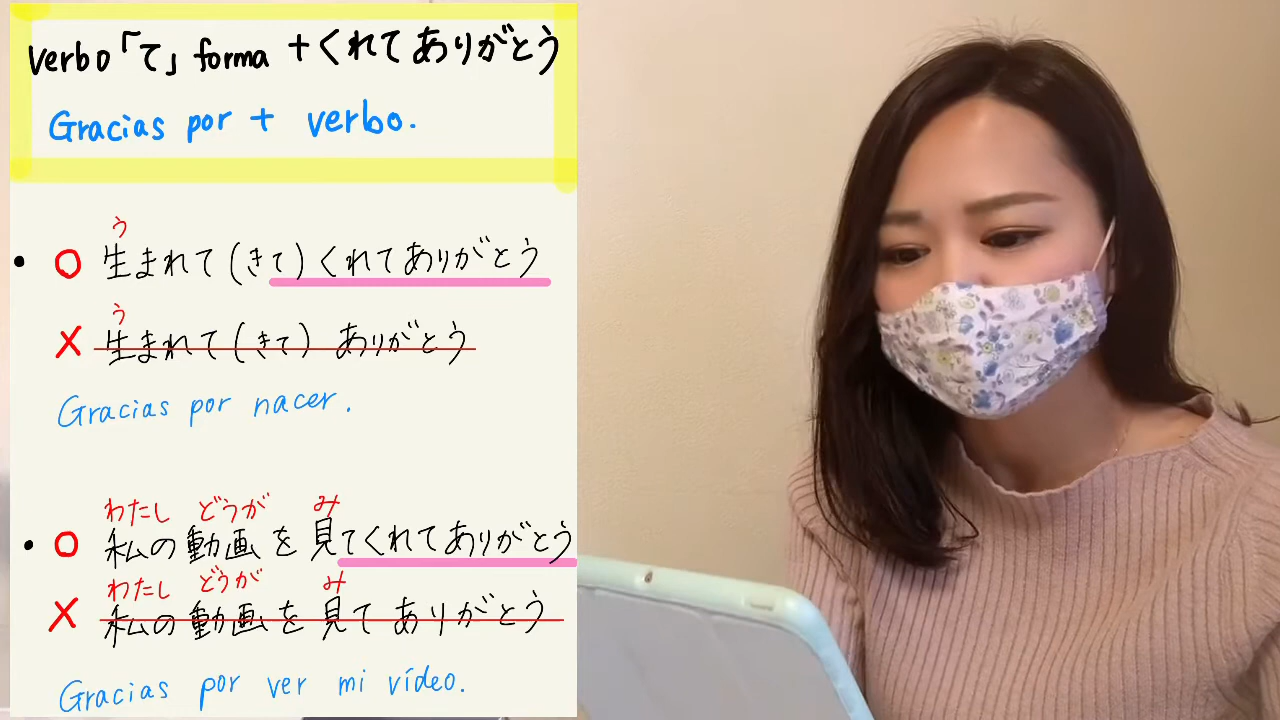 verbo「て」forma +くれてありがとう
Gracias por + verbo.
う
• ○ 生まれて(きて)くれてありがとう
う
× 生まれて(きて) ありがとう
Gracias por nacer.
わたし どうが み
• ○ 私の動画を見てくれてありがとう
わたし どうが み
× 私の動画を見て ありがとう
Gracias por ver mi vídeo.